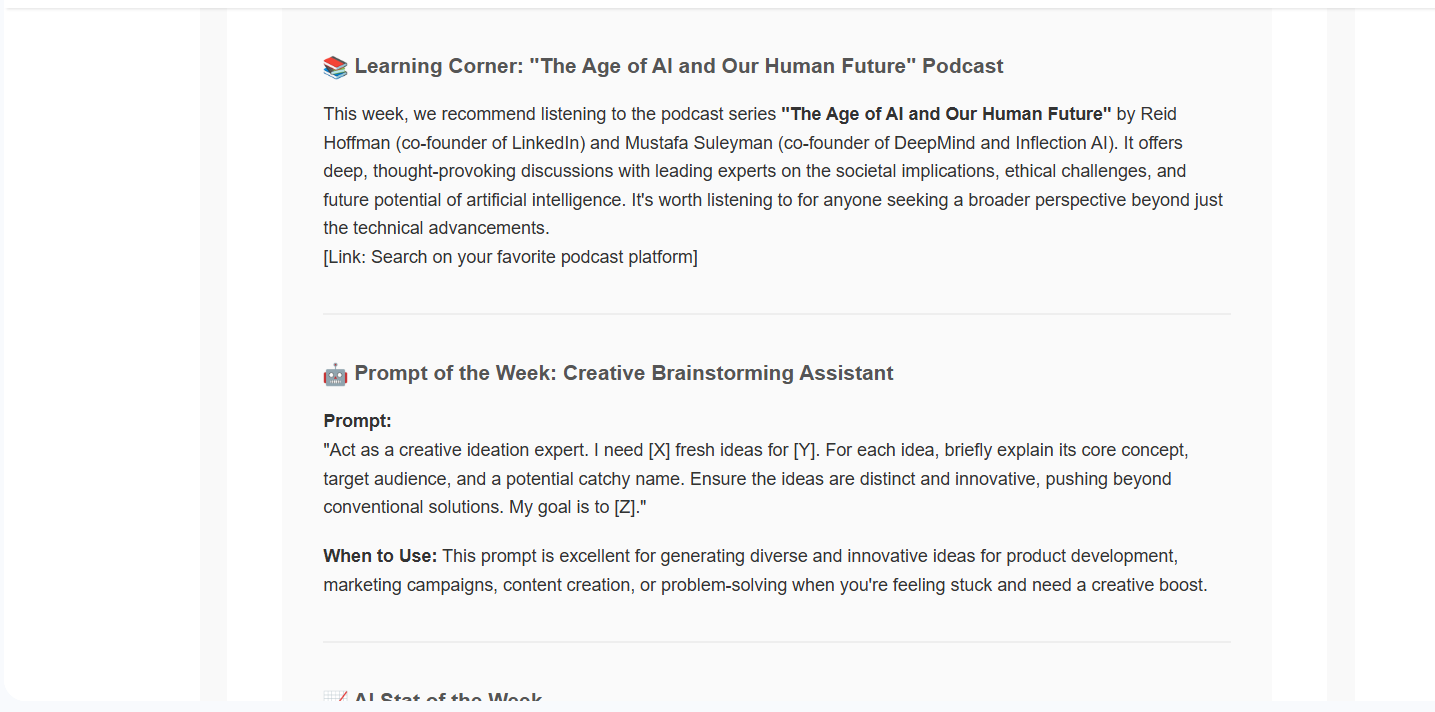 📚 Learning Corner: "The Age of AI and Our Human Future" Podcast
This week, we recommend listening to the podcast series "The Age of AI and Our Human Future" by Reid
Hoffman (co-founder of LinkedIn) and Mustafa Suleyman (co-founder of DeepMind and Inflection AI). It offers
deep, thought-provoking discussions with leading experts on the societal implications, ethical challenges, and
future potential of artificial intelligence. It's worth listening to for anyone seeking a broader perspective beyond just
the technical advancements.
[Link: Search on your favorite podcast platform]
🤖 Prompt of the Week: Creative Brainstorming Assistant
Prompt:
"Act as a creative ideation expert. I need [X] fresh ideas for [Y]. For each idea, briefly explain its core concept,
target audience, and a potential catchy name. Ensure the ideas are distinct and innovative, pushing beyond
conventional solutions. My goal is to [Z]."
When to Use: This prompt is excellent for generating diverse and innovative ideas for product development,
marketing campaigns, content creation, or problem-solving when you're feeling stuck and need a creative boost.
📈 AI Stat of the Week